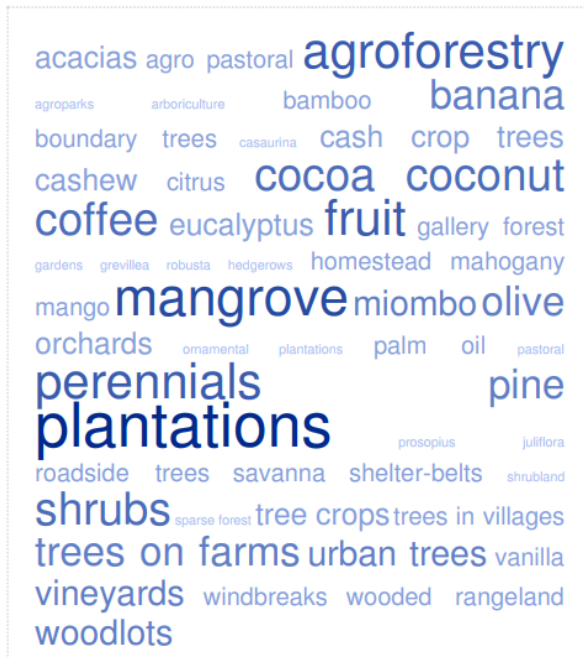 acacias agro pastoral agroforestry
agroparks arboriculture bamboo banana
boundary trees casaurina cash crop trees
cashew citrus cocoa coconut
coffee eucalyptus fruit gallery forest
gardens grevillea robusta hedgerows homestead mahogany
mango mangrove miombo olive
orchards ornamental plantations palm oil pastoral
perennials pine
plantations prosopius juliflora
roadside trees savanna shelter-belts shrubland
shrubs sparse forest tree crops trees in villages
trees on farms urban trees vanilla
vineyards windbreaks wooded rangeland
woodlots